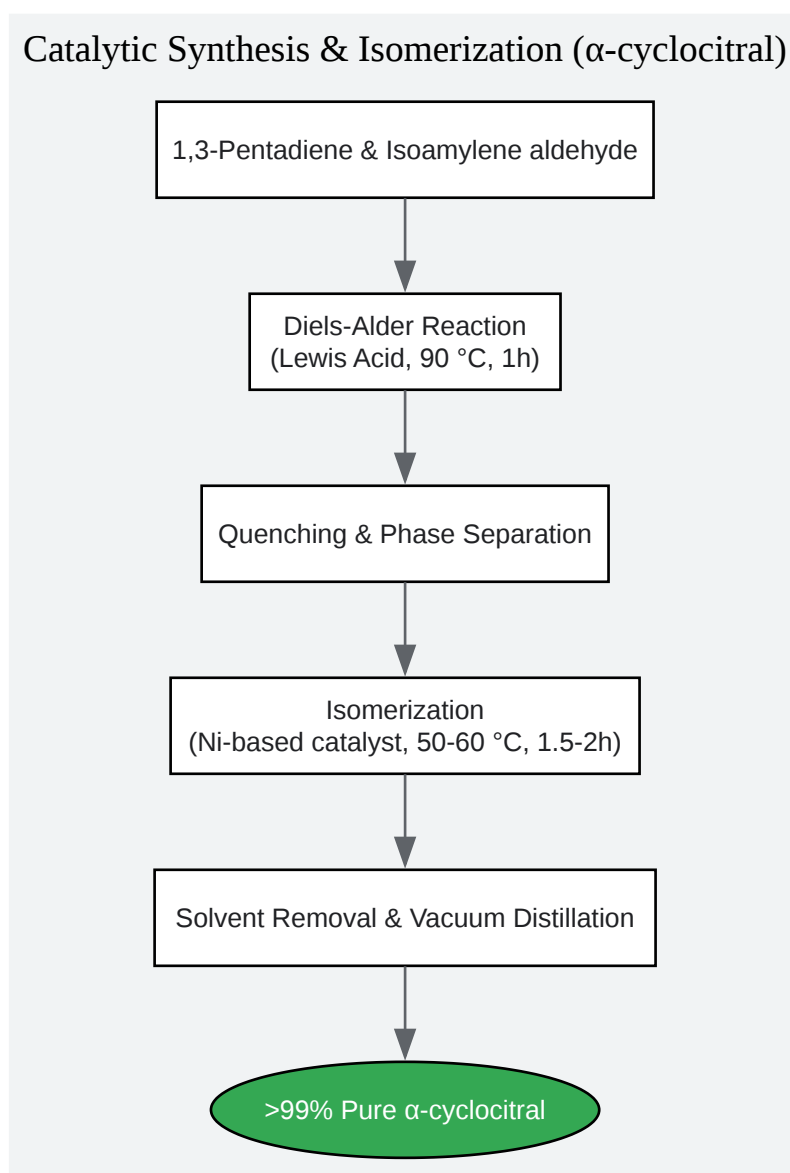 Catalytic Synthesis & Isomerization (α-cyclocitral)
1,3-Pentadiene & Isoamylene aldehyde
Diels-Alder Reaction
(Lewis Acid, 90 °C, 1h)
Quenching & Phase Separation
Isomerization
(Ni-based catalyst, 50-60 °C, 1.5-2h)
Solvent Removal & Vacuum Distillation
>99% Pure α-cyclocitral